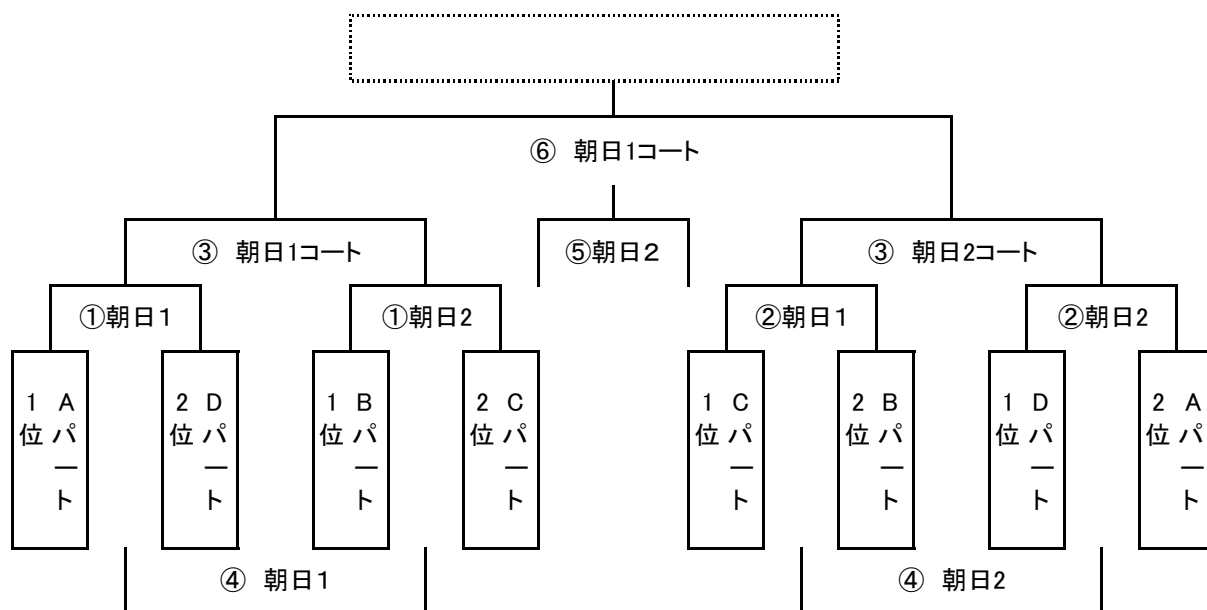 ⑥ 朝日1コート
③ 朝日1コート
⑤朝日２
③ 朝日2コート
①朝日1
①朝日2
②朝日1
②朝日2
Aパート
1位
Dパート
2位
Bパート
1位
Cパート
2位
Cパート
1位
Bパート
2位
Dパート
1位
Aパート
2位
④ 朝日１
④ 朝日2